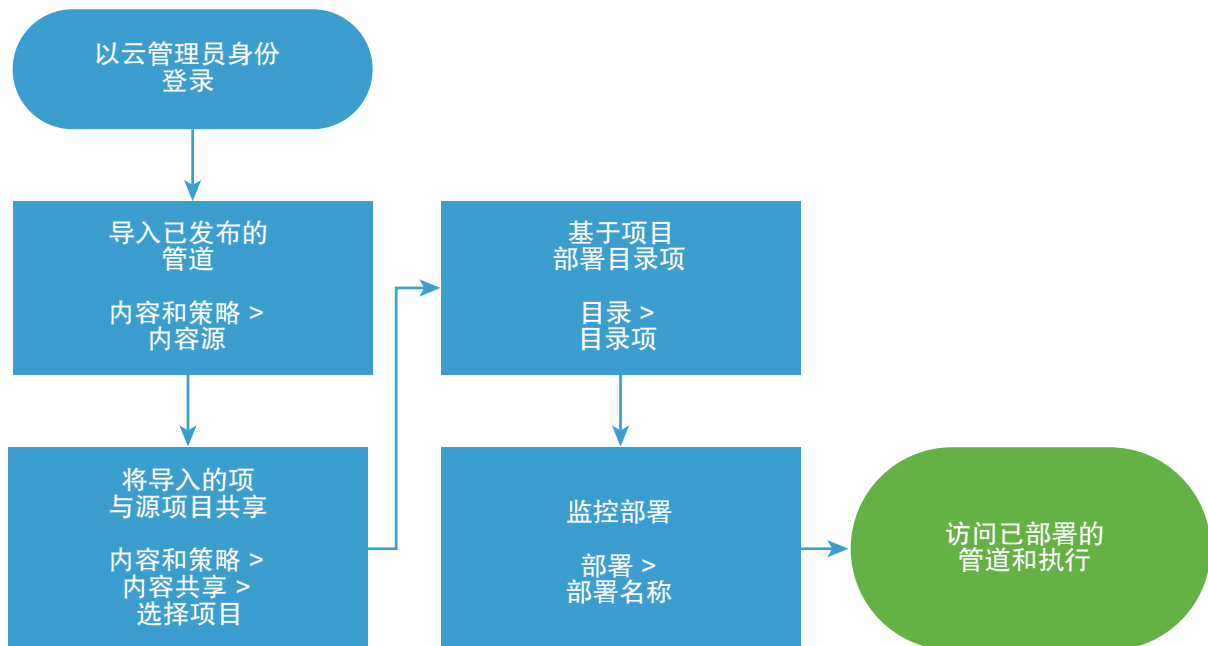 以云管理员身份
登录
导入已发布的
管道
内容和策略 >
内容源
将导入的项
与源项目共享
内容和策略 >
内容共享 >
选择项目
基于项目
部署目录项
目录 >
目录项
监控部署
部署 >
部署名称
访问已部署的
管道和执行